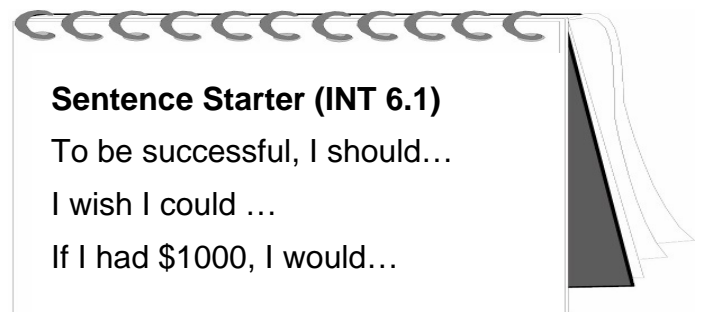 Sentence Starter (INT 6.1)
To be successful, I should…
I wish I could …
If I had $1000, I would…